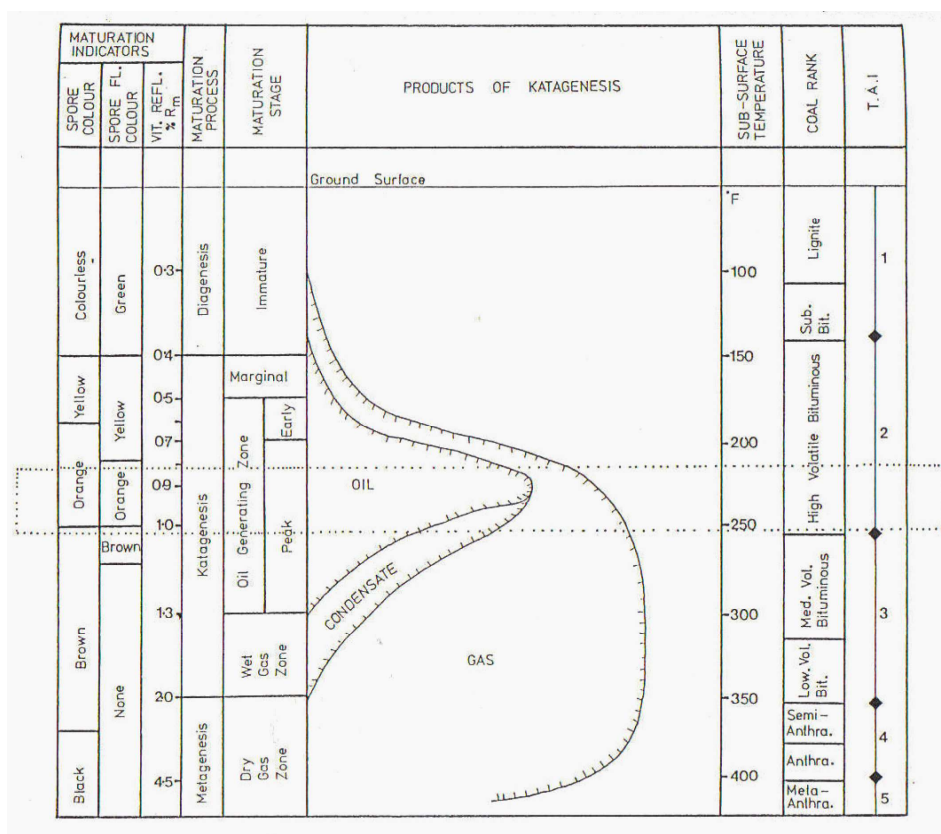 MATURATION
INDICATORS
SPORE
COLOUR
SPORE FL.
COLOUR
VIT. REFL.
% Rm
MATURATION
PROCESS
MATURATION
STAGE
PRODUCTS OF KATAGENESIS
SUB-SURFACE
TEMPERATURE
COAL RANK
T.A.I
Ground Surface
°F
Colourless
Yellow
Orange
Brown
Black
Green
Yellow
Orange
Brown
None
0·3
0·4
0·5
0·7
0·9
1·0
1·3
2·0
4·5
Diagenesis
Katagenesis
Metagenesis
Immature
Marginal
Oil Generating Zone
Early
Peak
Wet
Gas
Zone
Dry
Gas
Zone
OIL
CONDENSATE
GAS
100
150
200
250
300
350
400
Lignite
Sub.
Bit.
High Volatile Bituminous
Med. Vol.
Bituminous
Low. Vol.
Bit.
Semi-
Anthra.
Anthra.
Meta-
Anthra.
1
2
3
4
5